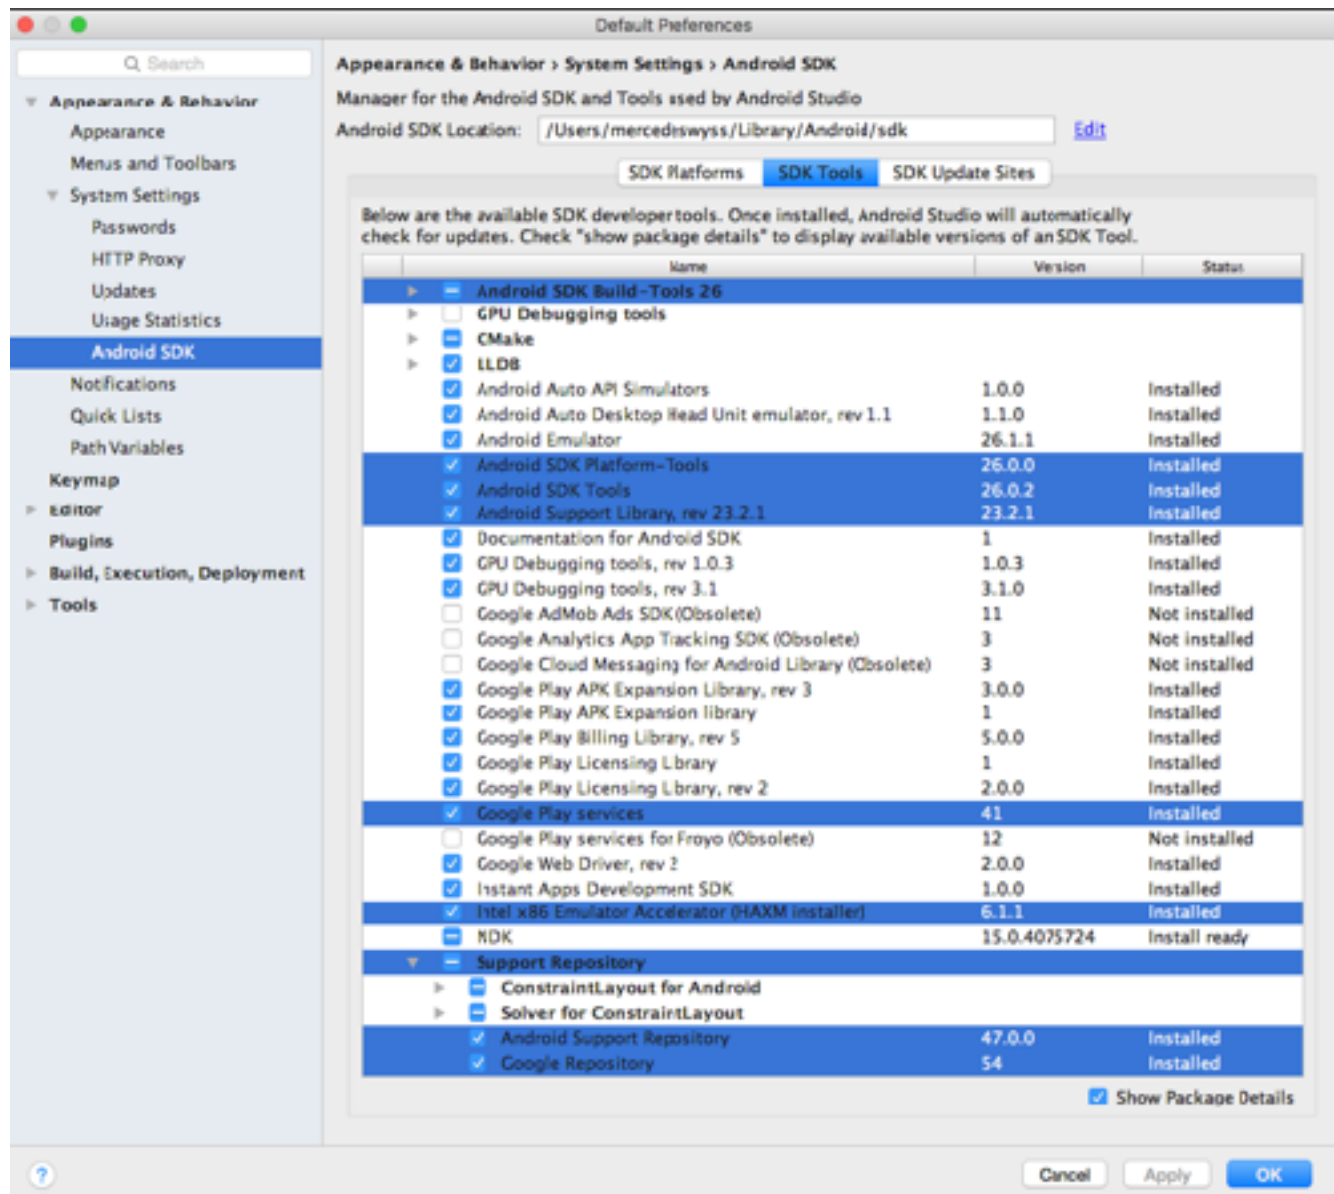 Default Preferences
Search
Appearance & Behavior
Appearance
Menus and Toolbars
System Settings
Passwords
HTTP Proxy
Updates
Usage Statistics
Android SDK
Notifications
Quick Lists
Path Variables
Keymap
Editor
Plugins
Build, Execution, Deployment
Tools
Appearance & Behavior › System Settings › Android SDK
Manager for the Android SDK and Tools used by Android Studio
Android SDK Location: /Users/mercedeswyss/Library/Android/sdk Edit
SDK Platforms SDK Tools SDK Update Sites
Below are the available SDK developer tools. Once installed, Android Studio will automatically
check for updates. Check "show package details" to display available versions of an SDK Tool.
Name Version Status
Android SDK Build-Tools 26
GPU Debugging tools
CMake
LLDB
Android Auto API Simulators 1.0.0 Installed
Android Auto Desktop Head Unit emulator, rev 1.1 1.1.0 Installed
Android Emulator 26.1.1 Installed
Android SDK Platform-Tools 26.0.0 Installed
Android SDK Tools 26.0.2 Installed
Android Support Library, rev 23.2.1 23.2.1 Installed
Documentation for Android SDK 1 Installed
GPU Debugging tools, rev 1.0.3 1.0.3 Installed
GPU Debugging tools, rev 3.1 3.1.0 Installed
Google AdMob Ads SDK (Obsolete) 11 Not installed
Google Analytics App Tracking SDK (Obsolete) 3 Not installed
Google Cloud Messaging for Android Library (Obsolete) 3 Not installed
Google Play APK Expansion Library, rev 3 3.0.0 Installed
Google Play APK Expansion library 1 Installed
Google Play Billing Library, rev 5 5.0.0 Installed
Google Play Licensing Library 1 Installed
Google Play Licensing Library, rev 2 2.0.0 Installed
Google Play services 41 Installed
Google Play services for Froyo (Obsolete) 12 Not installed
Google Web Driver, rev 2 2.0.0 Installed
Instant Apps Development SDK 1.0.0 Installed
Intel x86 Emulator Accelerator (HAXM installer) 6.1.1 Installed
NDK 15.0.4075724 Install ready
Support Repository
ConstraintLayout for Android
Solver for ConstraintLayout
Android Support Repository 47.0.0 Installed
Google Repository 54 Installed
Show Package Details
? Cancel Apply OK